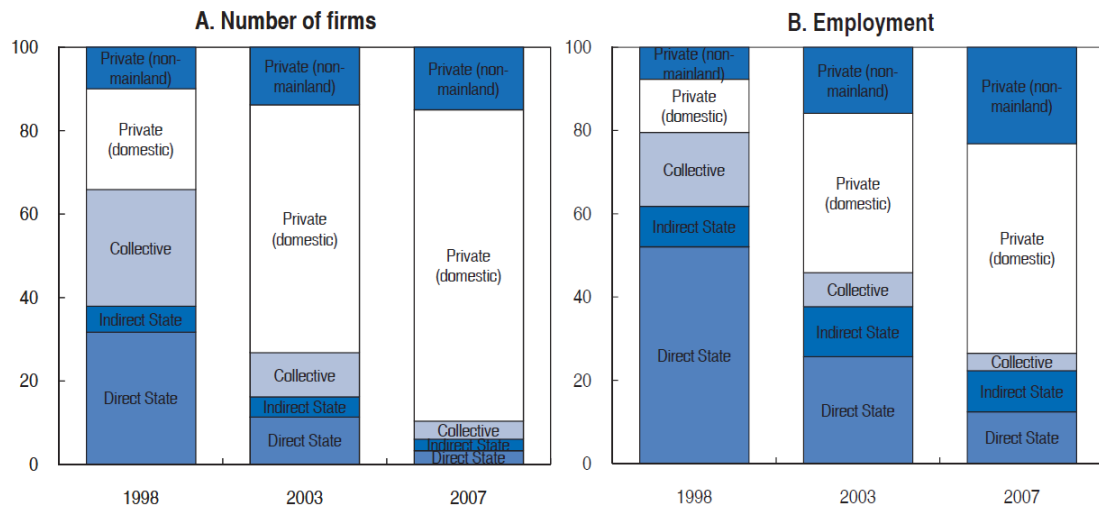 A. Number of firms
100
80
60
40
20
0
Private (non-
mainland)
Private
(domestic)
Collective
Indirect State
Direct State
Private (non-
mainland)
Private
(domestic)
Collective
Indirect State
Direct State
Private (non-
mainland)
Private
(domestic)
Collective
Indirect State
Direct State
1998
2003
2007
B. Employment
100
80
60
40
20
0
Private (non-
mainland)
Private
(domestic)
Collective
Indirect State
Direct State
Private (non-
mainland)
Private
(domestic)
Collective
Indirect State
Direct State
Private (non-
mainland)
Private
(domestic)
Collective
Indirect State
Direct State
1998
2003
2007